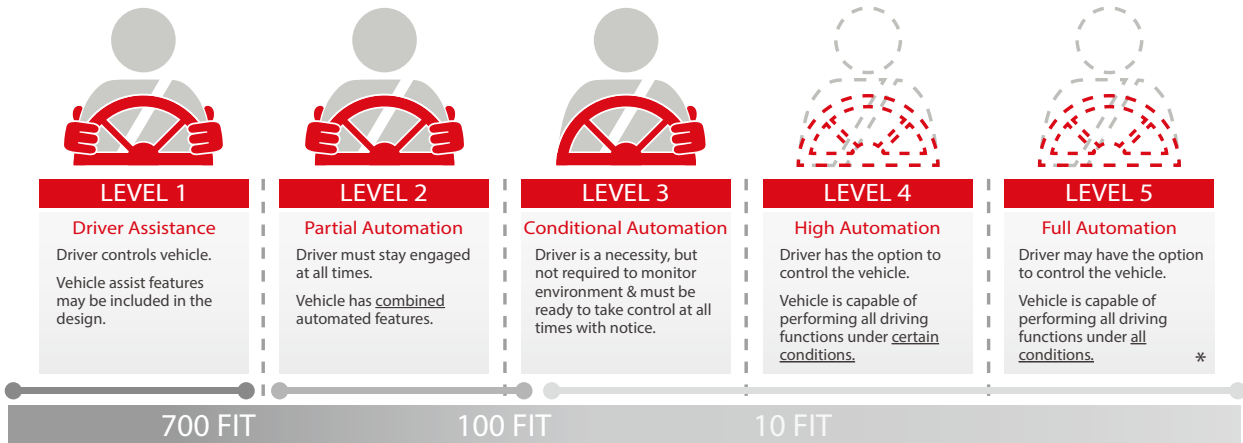 LEVEL 1
Driver Assistance
Driver controls vehicle.
Vehicle assist features
may be included in the
design.
LEVEL 2
Partial Automation
Driver must stay engaged
at all times.
Vehicle has combined
automated features.
LEVEL 3
Conditional Automation
Driver is a necessity, but
not required to monitor
environment & must be
ready to take control at all
times with notice.
LEVEL 4
High Automation
Driver has the option to
control the vehicle.
Vehicle is capable of
performing all driving
functions under certain
conditions.
LEVEL 5
Full Automation
Driver may have the option
to control the vehicle.
Vehicle is capable of
performing all driving
functions under all
conditions. *
700 FIT
100 FIT
10 FIT